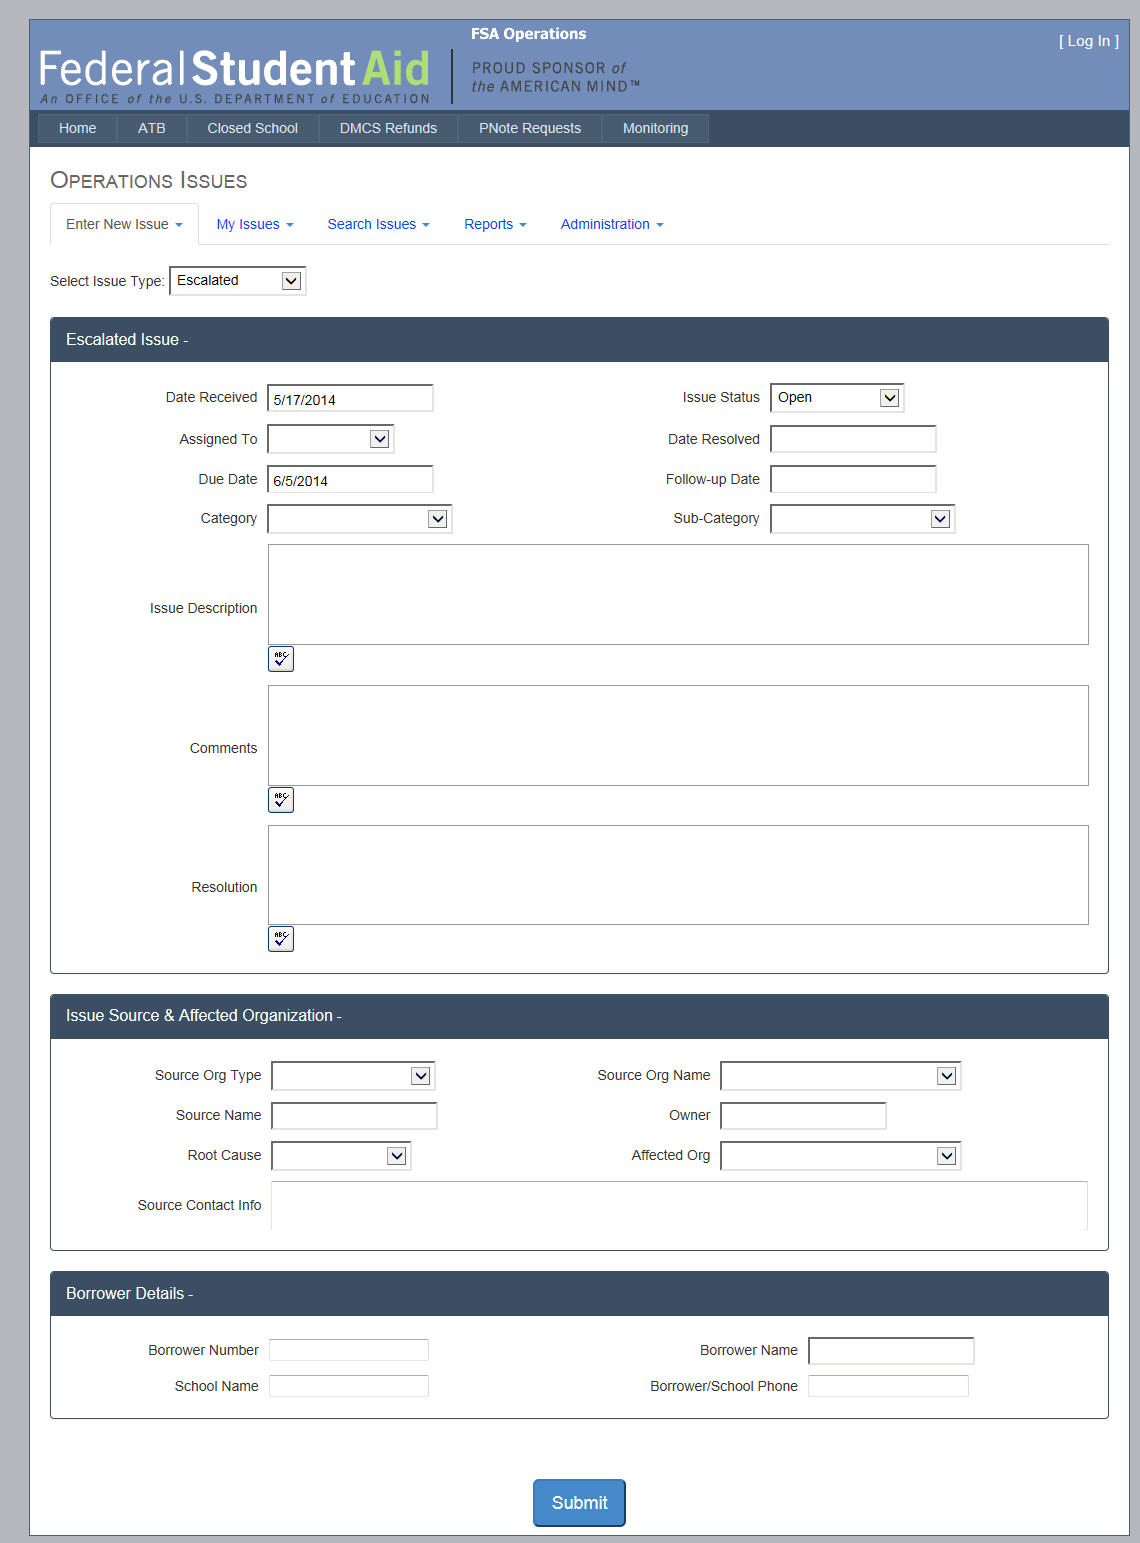 FSA Operations
[ Log In ]
Federal Student Aid
PROUD SPONSOR of
the AMERICAN MIND™
An OFFICE of the U.S. DEPARTMENT of EDUCATION
Home ATB Closed School DMCS Refunds PNote Requests Monitoring
Operations Issues
Enter New Issue My Issues Search Issues Reports Administration
Select Issue Type: Escalated
Escalated Issue -
Date Received 5/17/2014 Issue Status Open
Assigned To Date Resolved
Due Date 6/5/2014 Follow-up Date
Category Sub-Category
Issue Description
ABC
Comments
ABC
Resolution
ABC
Issue Source & Affected Organization -
Source Org Type Source Org Name
Source Name Owner
Root Cause Affected Org
Source Contact Info
Borrower Details -
Borrower Number Borrower Name
School Name Borrower/School Phone
Submit